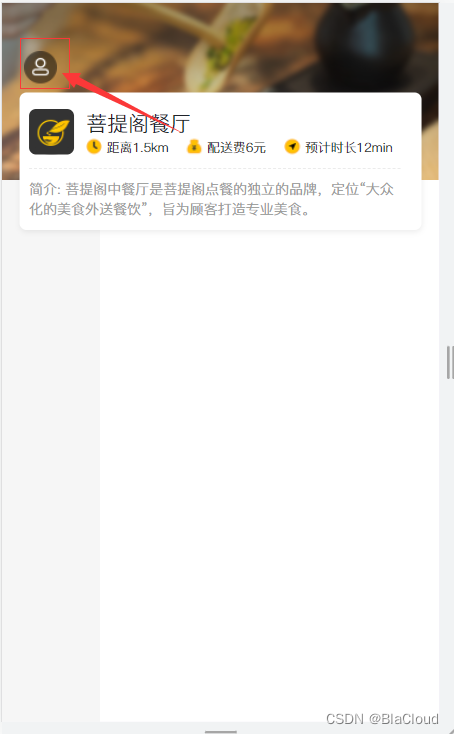 菩提阁餐厅
距离1.5km 配送费6元 预计时长12min
简介: 菩提阁中餐厅是菩提阁点餐的独立的品牌，定位“大众
化的美食外送餐饮”，旨为顾客打造专业美食。
CSDN @BlaCloud